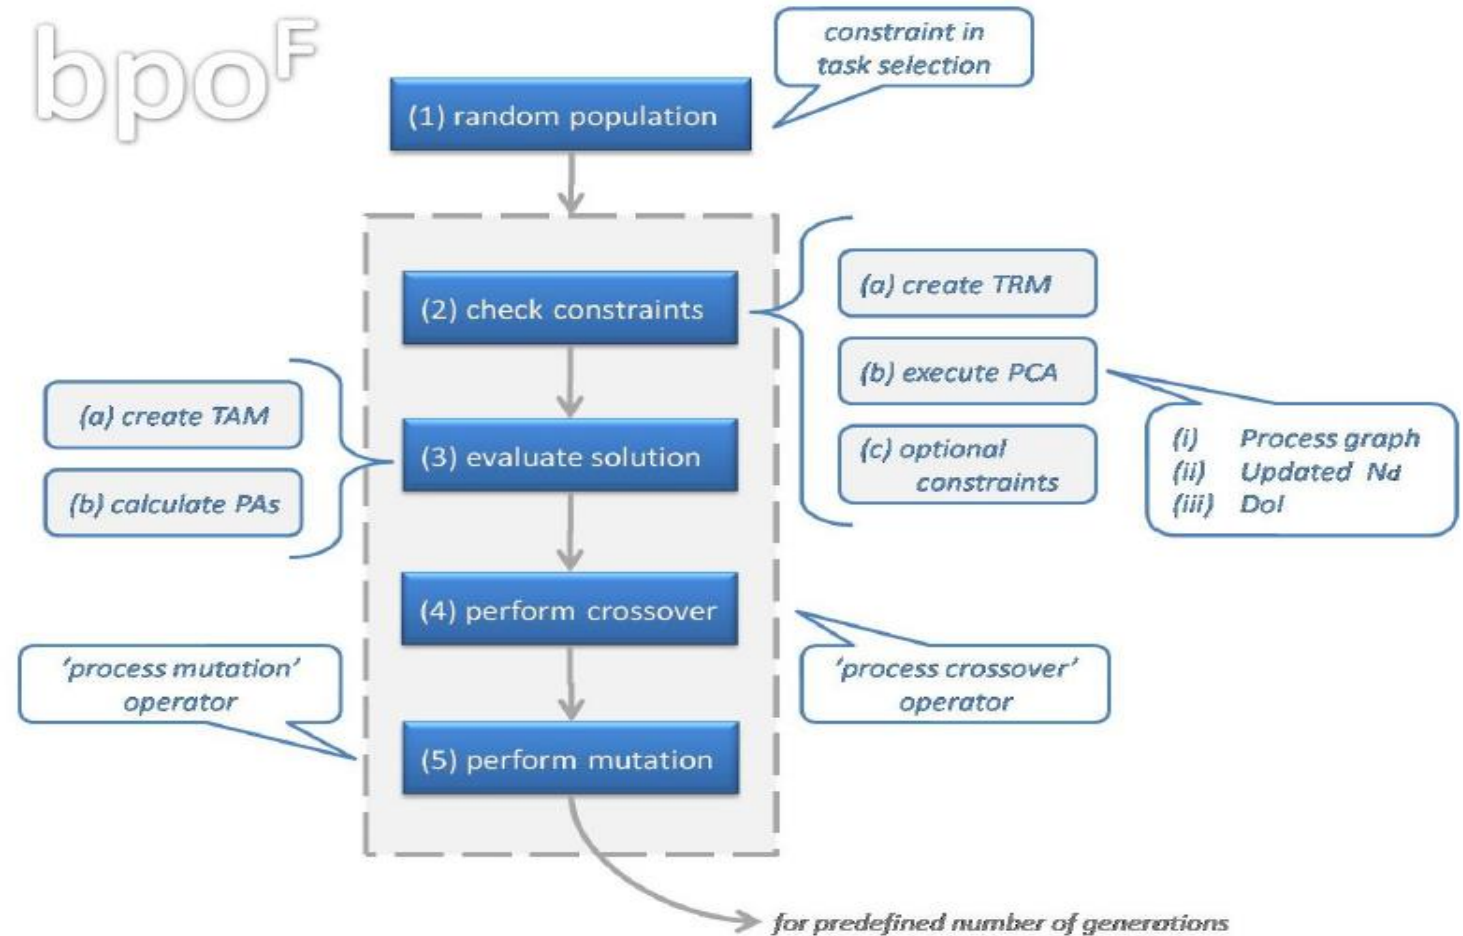 bpoF
constraint in
task selection
(1) random population
(2) check constraints
(a) create TRM
(b) execute PCA
(c) optional
constraints
(i) Process graph
(ii) Updated Nd
(iii) DoI
(a) create TAM
(b) calculate PAs
(3) evaluate solution
(4) perform crossover
'process crossover'
operator
'process mutation'
operator
(5) perform mutation
for predefined number of generations